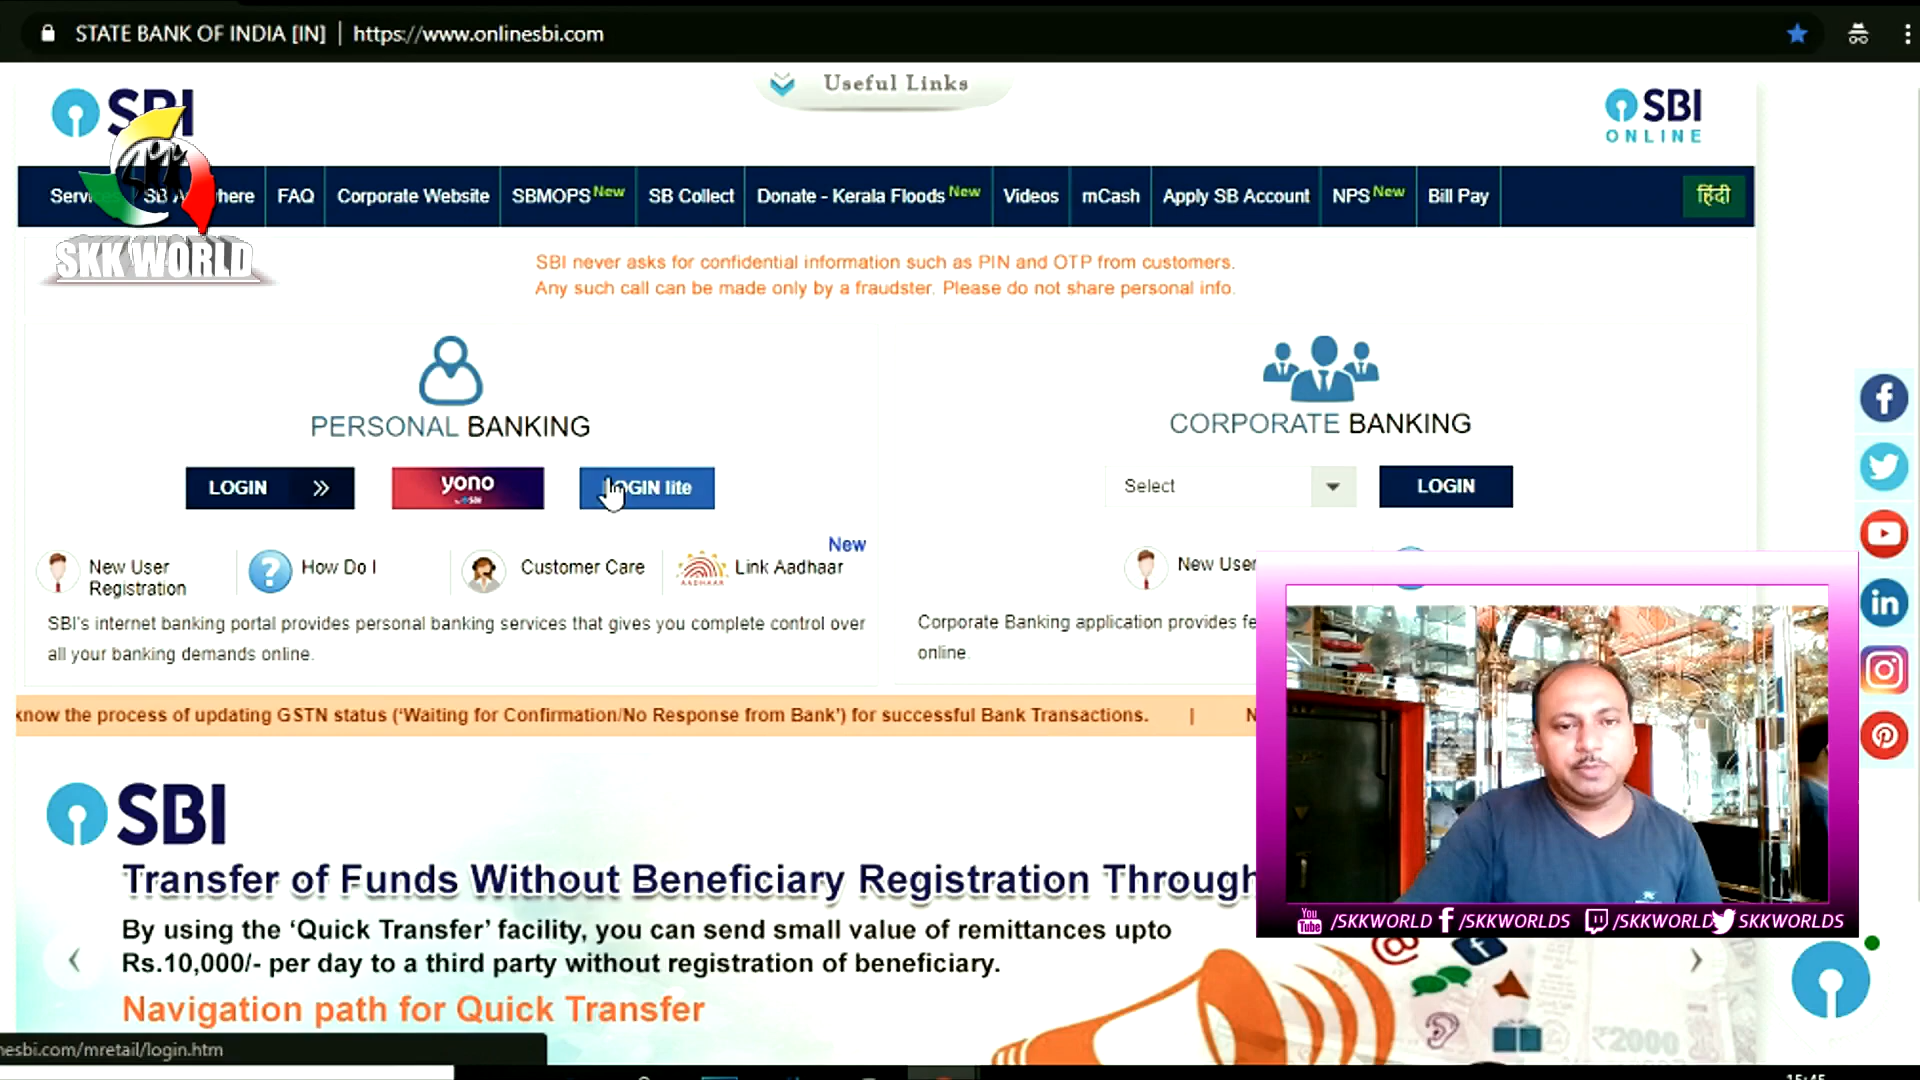 STATE BANK OF INDIA [IN] | https://www.onlinesbi.com
Useful Links
SBI
SBI
ONLINE
FAQ
Corporate Website
SBMOPS New
SB Collect
Donate - Kerala Floods New
Videos
mCash
Apply SB Account
NPS New
Bill Pay
हिंदी
SKK WORLD
SBI never asks for confidential information such as PIN and OTP from customers.
Any such call can be made only by a fraudster. Please do not share personal info.
PERSONAL BANKING
CORPORATE BANKING
LOGIN
yono
by SBI
LOGIN lite
Select
LOGIN
New
New User
Registration
How Do I
Customer Care
AADHAAR
Link Aadhaar
New User
SBI's internet banking portal provides personal banking services that gives you complete control over
all your banking demands online.
Corporate Banking application provides fe
online.
know the process of updating GSTN status ('Waiting for Confirmation/No Response from Bank') for successful Bank Transactions. | N
SBI
Transfer of Funds Without Beneficiary Registration Through
By using the 'Quick Transfer' facility, you can send small value of remittances upto
Rs.10,000/- per day to a third party without registration of beneficiary.
Navigation path for Quick Transfer
You Tube /SKKWORLD /SKKWORLDS /SKKWORLD SKKWORLDS
₹2000
nesbi.com/mretail/login.htm